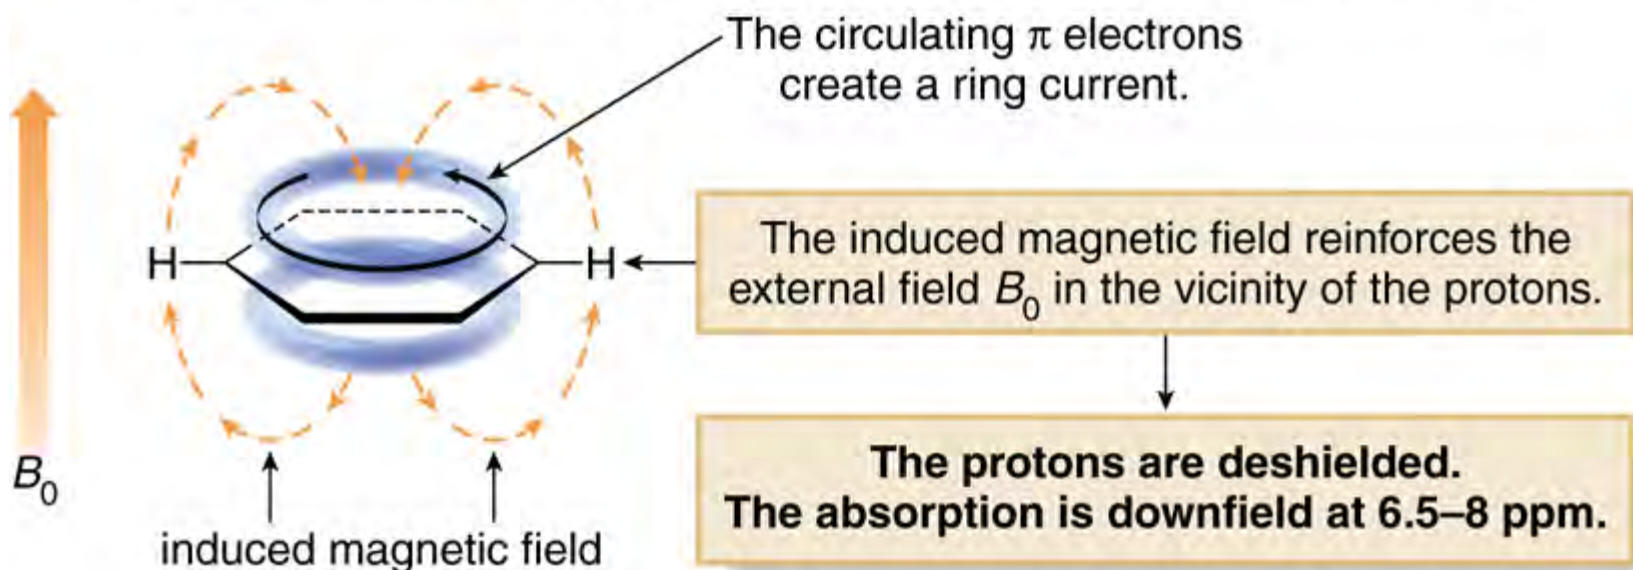 The circulating π electrons
create a ring current.
H
H
The induced magnetic field reinforces the
external field B₀ in the vicinity of the protons.
B₀
The protons are deshielded.
The absorption is downfield at 6.5–8 ppm.
induced magnetic field